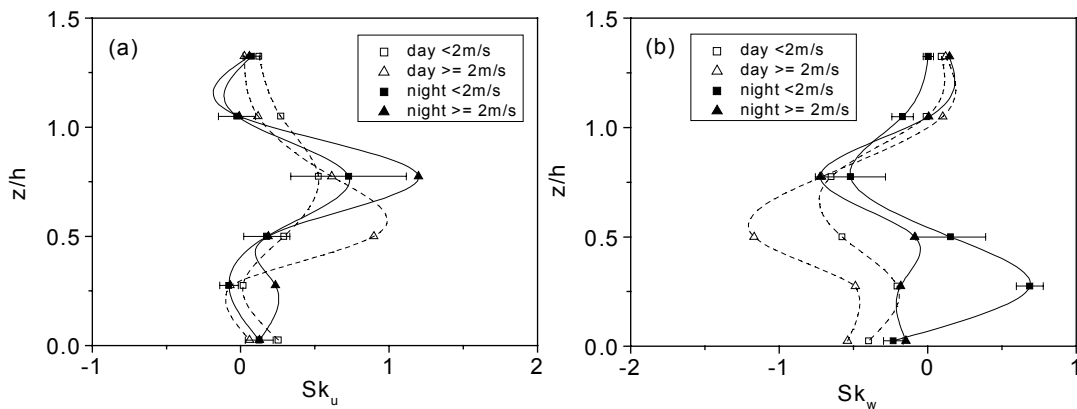 (a)
day <2m/s
day >= 2m/s
night <2m/s
night >= 2m/s
1.5
1.0
0.5
0.0
z/h
-1
0
1
2
Sk_u
(b)
day <2m/s
day >= 2m/s
night <2m/s
night >= 2m/s
1.5
1.0
0.5
0.0
z/h
-2
-1
0
1
Sk_w